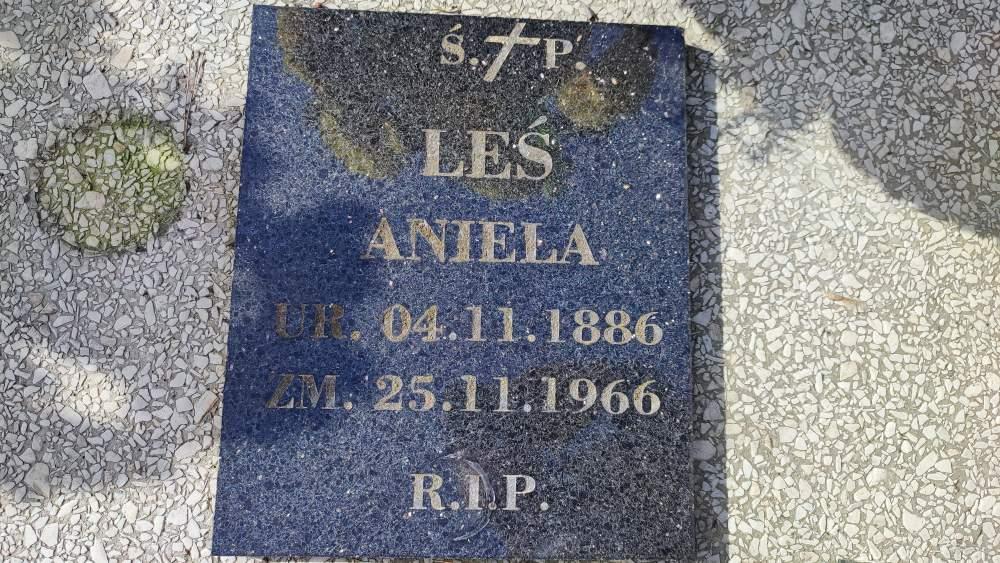 Ś.✝P.
LEŚ
ANIELA
UR. 04.11.1886
ZM. 25.11.1966
R.I.P.